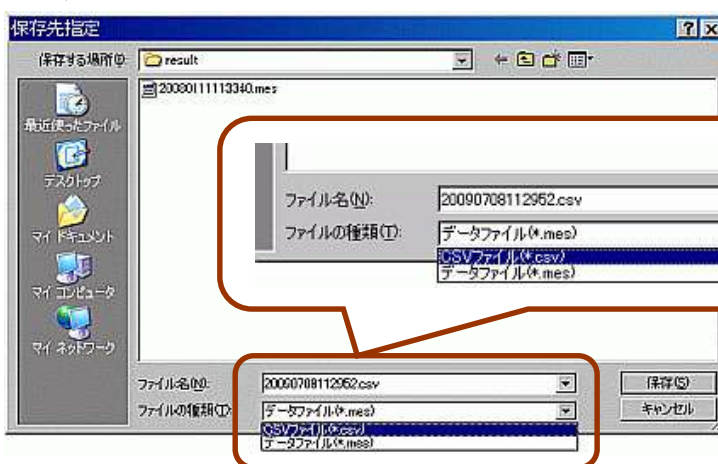 保存先指定
保存する場所(I):
result
20080111113340.mes
最近使ったファイル
デスクトップ
マイ ドキュメント
マイ コンピュータ
マイ ネットワーク
ファイル名(N):
20090708112952.csv
ファイルの種類(T):
データファイル(*.mes)
CSVファイル(*.csv)
データファイル(*.mes)
ファイル名(N):
20090708112952.csv
保存(S)
ファイルの種類(T):
データファイル(*.mes)
キャンセル
CSVファイル(*.csv)
データファイル(*.mes)